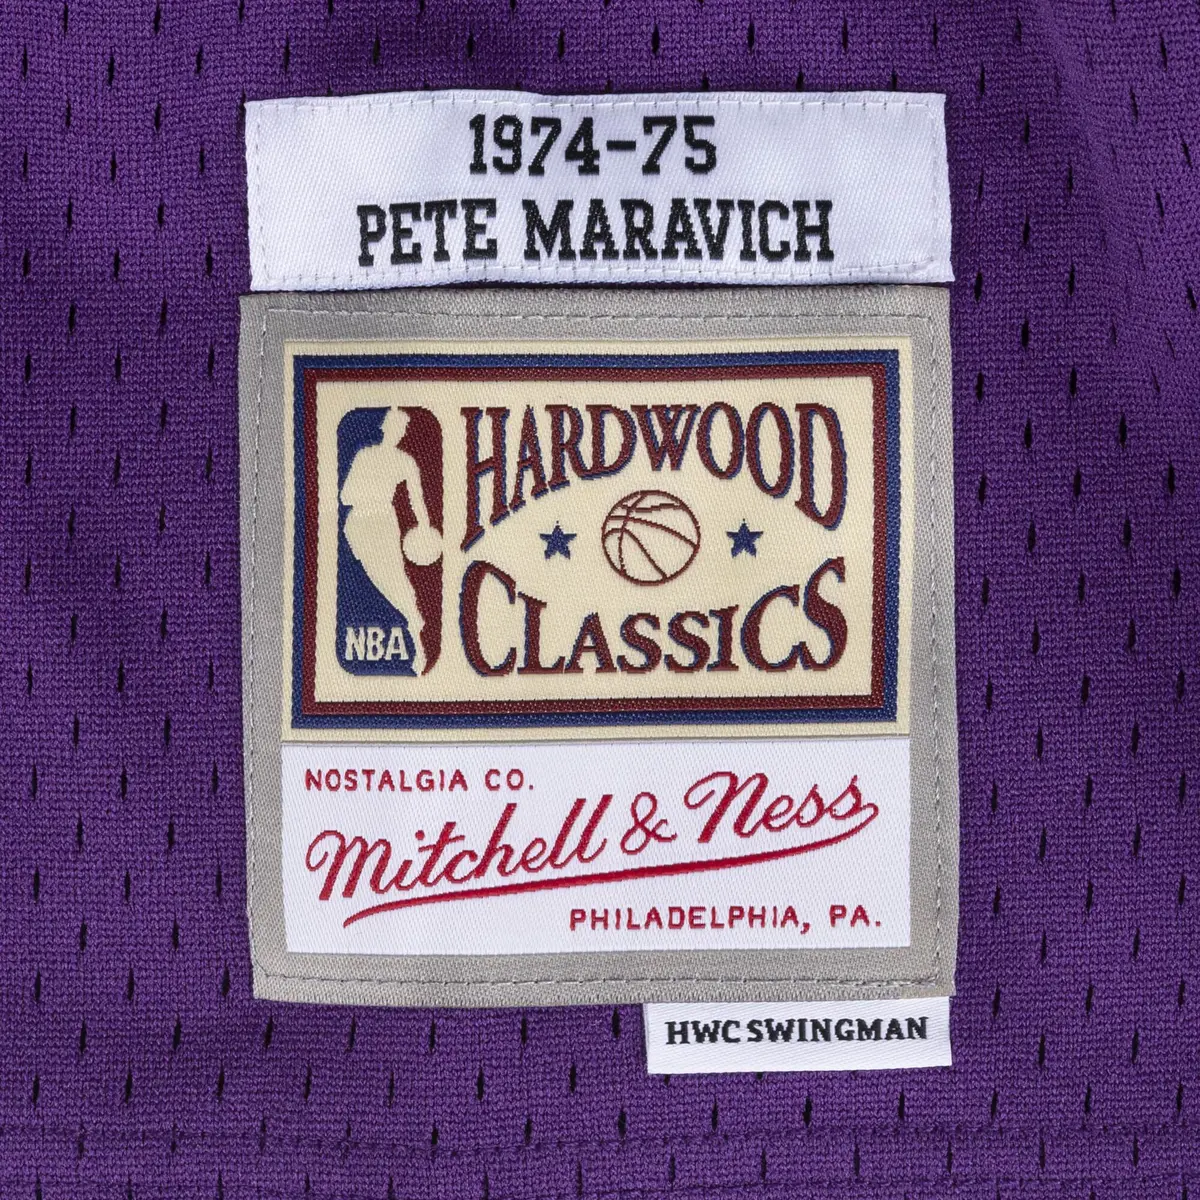 1974-75
PETE MARAVICH
HARDWOOD
CLASSICS
NBA
NOSTALGIA CO.
Mitchell & Ness
PHILADELPHIA, PA.
HWC SWINGMAN